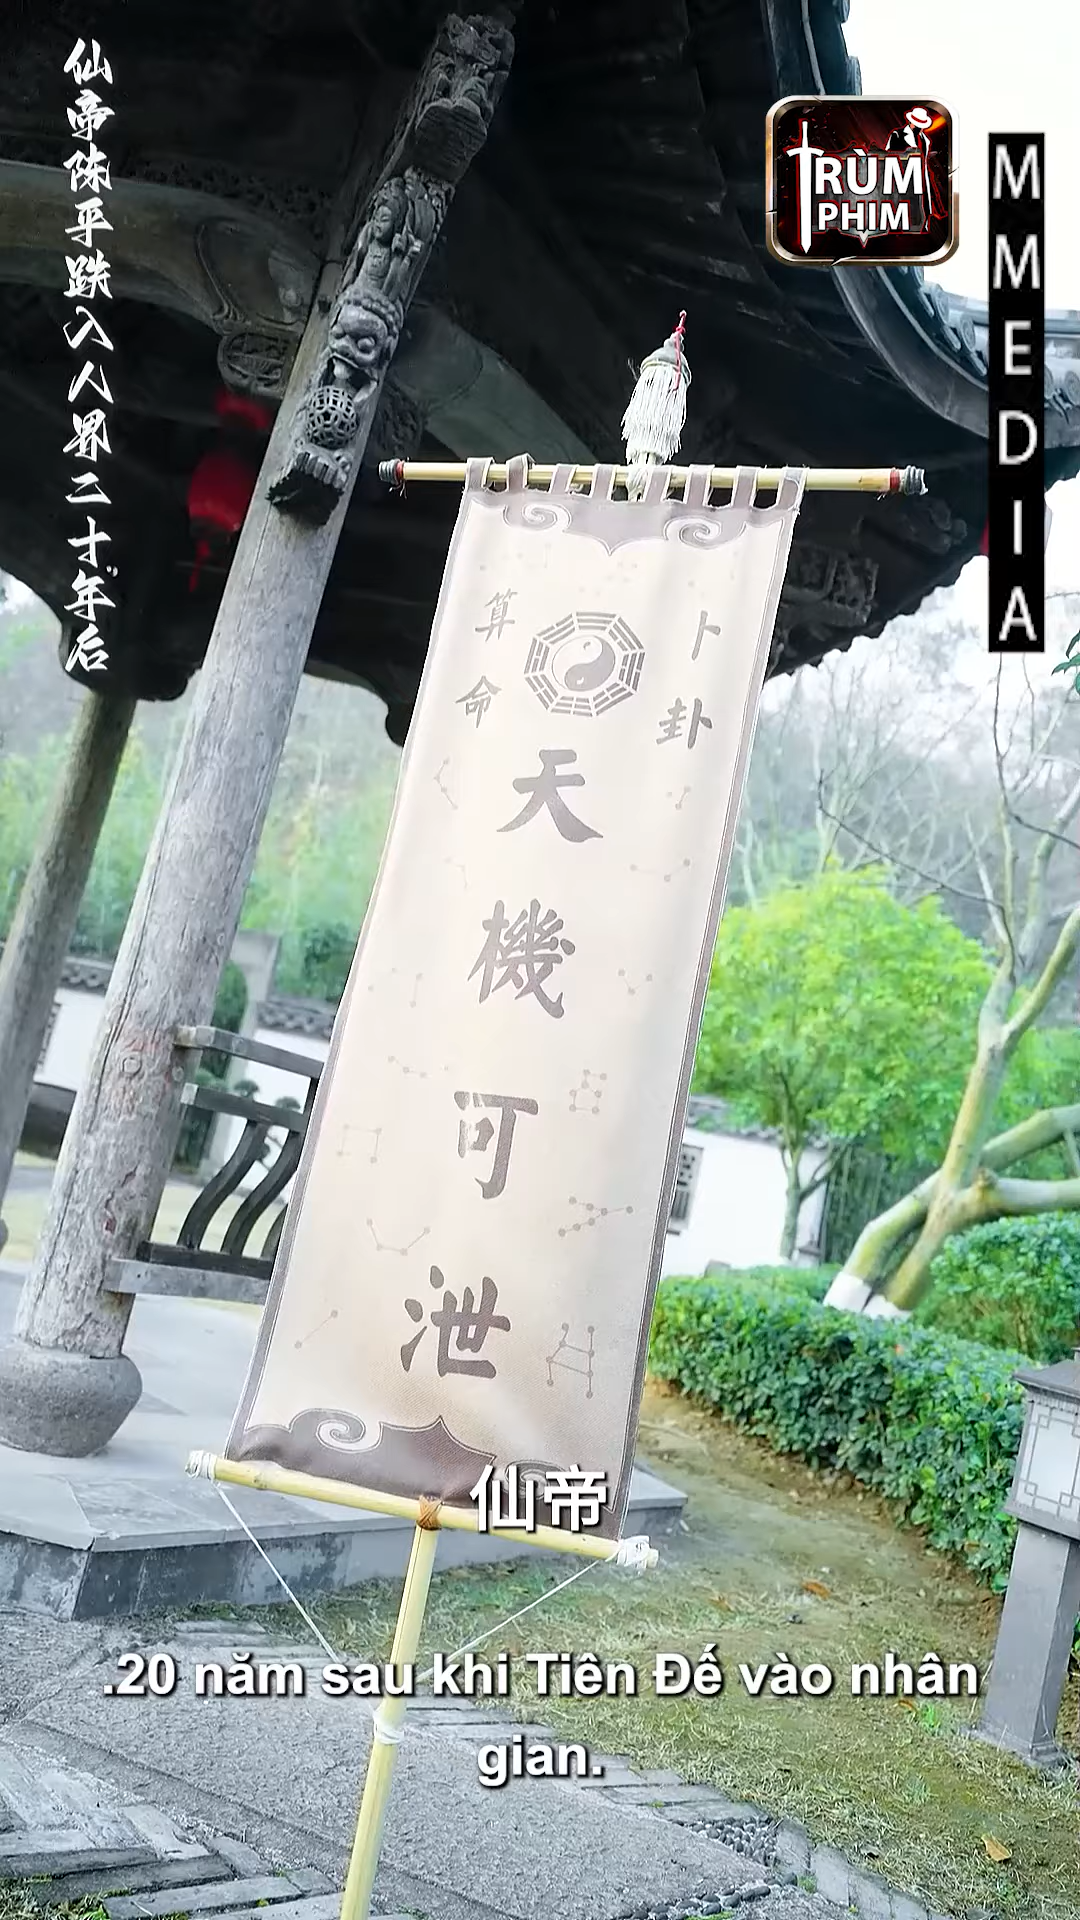 仙帝陈平跌入人界二十年后
TRÙM
PHIM
MMEDIA
卜卦
算命
天機可泄
仙帝
.20 năm sau khi Tiên Đế vào nhân
gian.